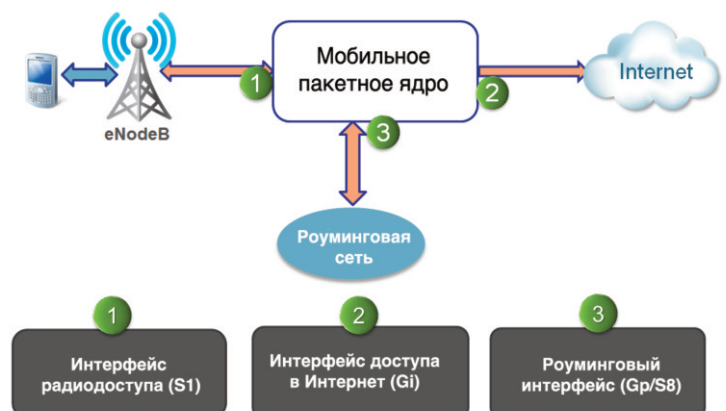 Мобильное
пакетное ядро
Internet
1
2
eNodeB
3
Роуминговая
сеть
1
2
3
Интерфейс
радиодоступа (S1)
Интерфейс доступа
в Интернет (Gi)
Роуминговый
интерфейс (Gp/S8)